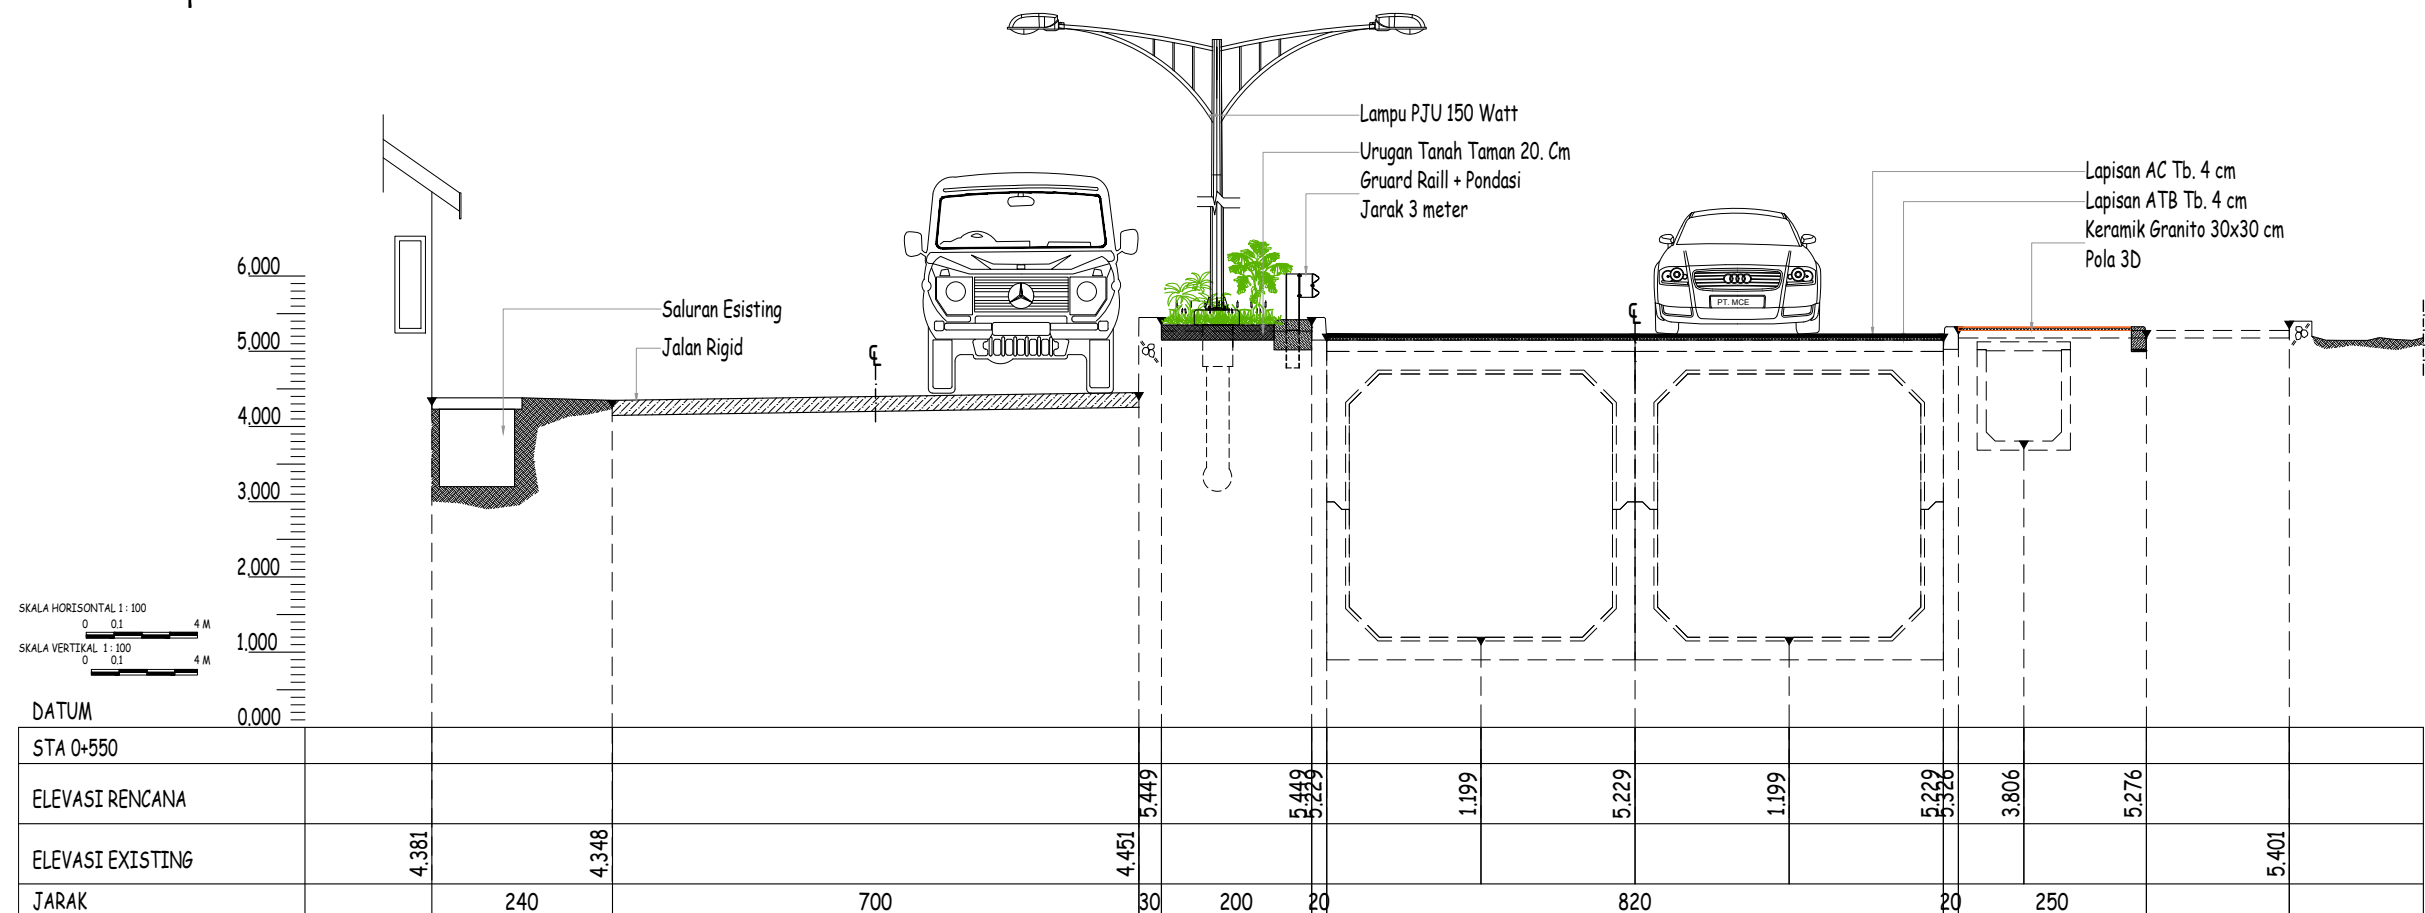 Lampu PJU 150 Watt
Urugan Tanah Taman 20. Cm
Gruard Raill + Pondasi
Jarak 3 meter
Lapisan AC Tb. 4 cm
Lapisan ATB Tb. 4 cm
Keramik Granito 30x30 cm
Pola 3D
Saluran Esisting
Jalan Rigid
PT. MCE
6.000
5.000
4.000
3.000
2.000
1.000
0.000
SKALA HORISONTAL 1 : 100
0 0.1 4 M
SKALA VERTIKAL 1 : 100
0 0.1 4 M
DATUM
STA 0+550
ELEVASI RENCANA 5.449 5.449 5.229 1.199 5.229 1.199 5.229 5.326 3.806 5.276
ELEVASI EXISTING 4.381 4.348 4.451 5.401
JARAK 240 700 30 200 20 820 20 250